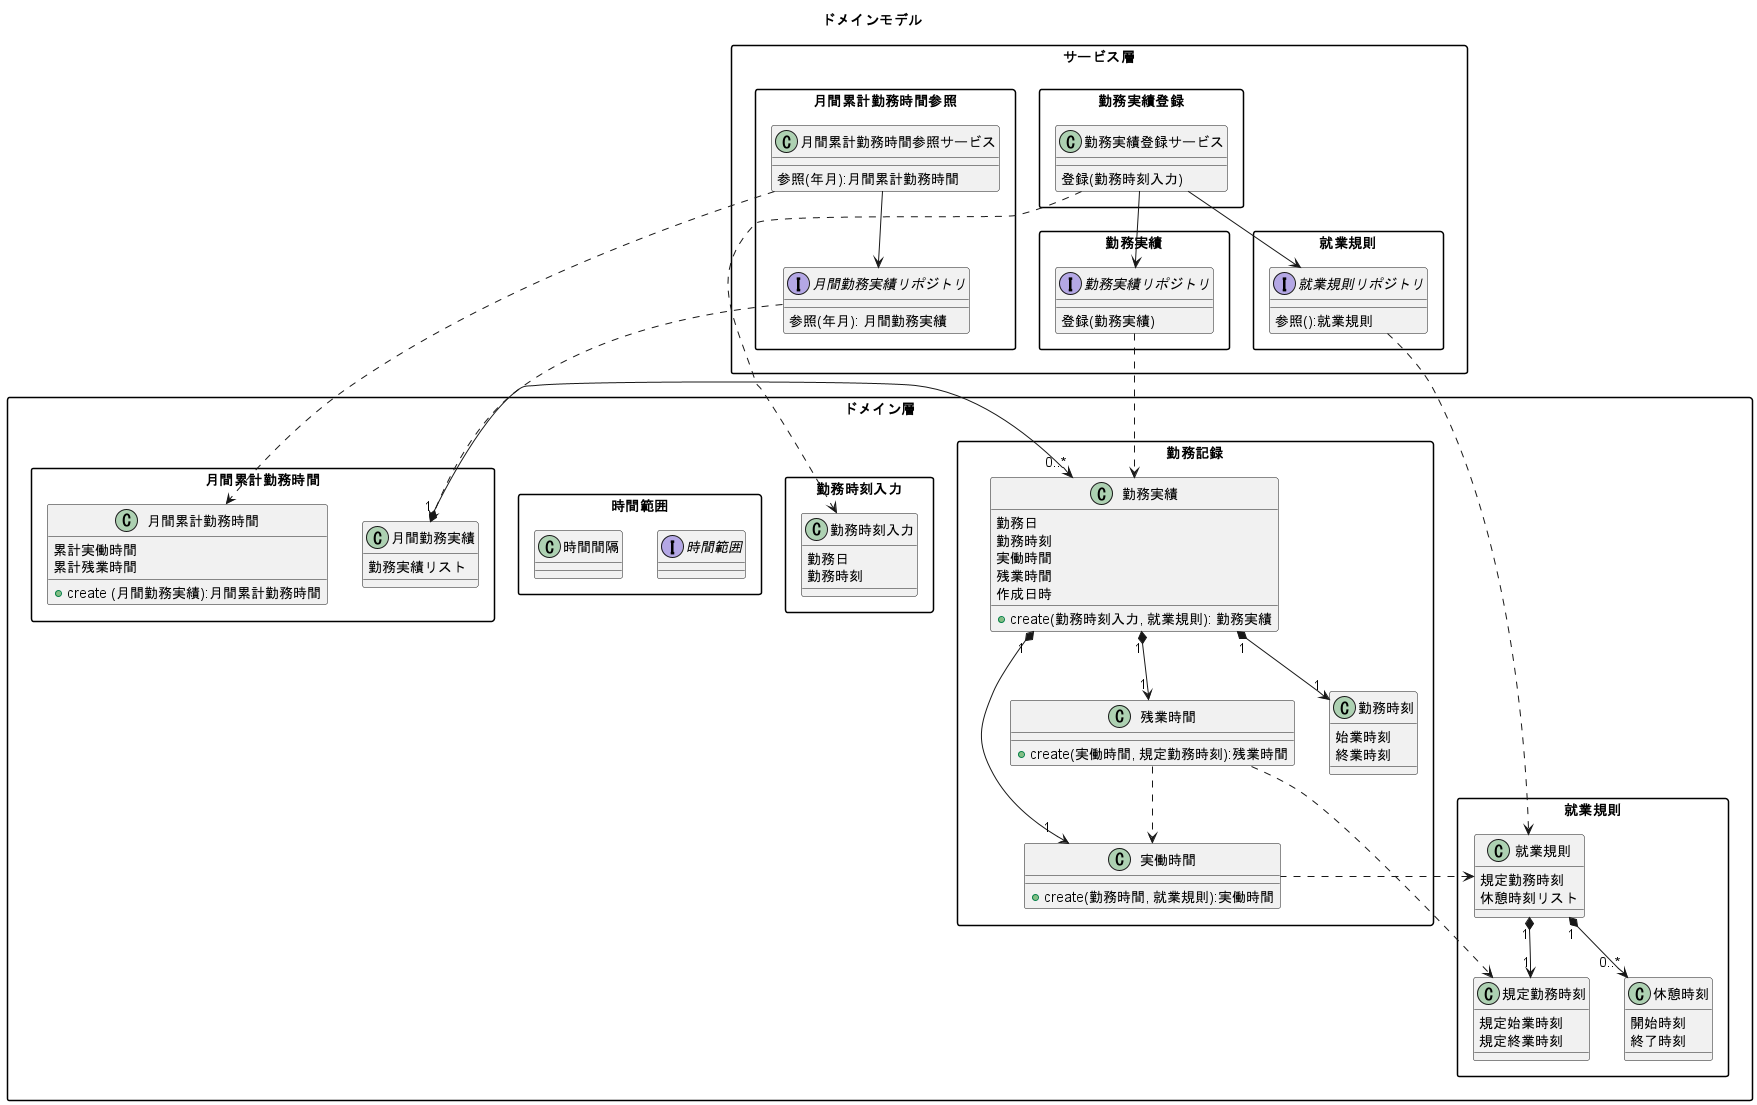 ドメインモデル
サービス層
月間累計勤務時間参照
C 月間累計勤務時間参照サービス
参照(年月):月間累計勤務時間
I 月間勤務実績リポジトリ
参照(年月): 月間勤務実績
勤務実績登録
C 勤務実績登録サービス
登録(勤務時刻入力)
勤務実績
I 勤務実績リポジトリ
登録(勤務実績)
就業規則
I 就業規則リポジトリ
参照():就業規則
ドメイン層
月間累計勤務時間
C 月間累計勤務時間
累計実働時間
累計残業時間
create (月間勤務実績):月間累計勤務時間
1
C 月間勤務実績
勤務実績リスト
時間範囲
C 時間間隔
I 時間範囲
勤務時刻入力
C 勤務時刻入力
勤務日
勤務時刻
勤務記録
0..*
C 勤務実績
勤務日
勤務時刻
実働時間
残業時間
作成日時
create(勤務時刻入力, 就業規則): 勤務実績
1
1
1
1
1
C 残業時間
create(実働時間, 規定勤務時刻):残業時間
C 勤務時刻
始業時刻
終業時刻
1
C 実働時間
create(勤務時間, 就業規則):実働時間
就業規則
C 就業規則
規定勤務時刻
休憩時刻リスト
1
1
1
0..*
C 規定勤務時刻
規定始業時刻
規定終業時刻
C 休憩時刻
開始時刻
終了時刻